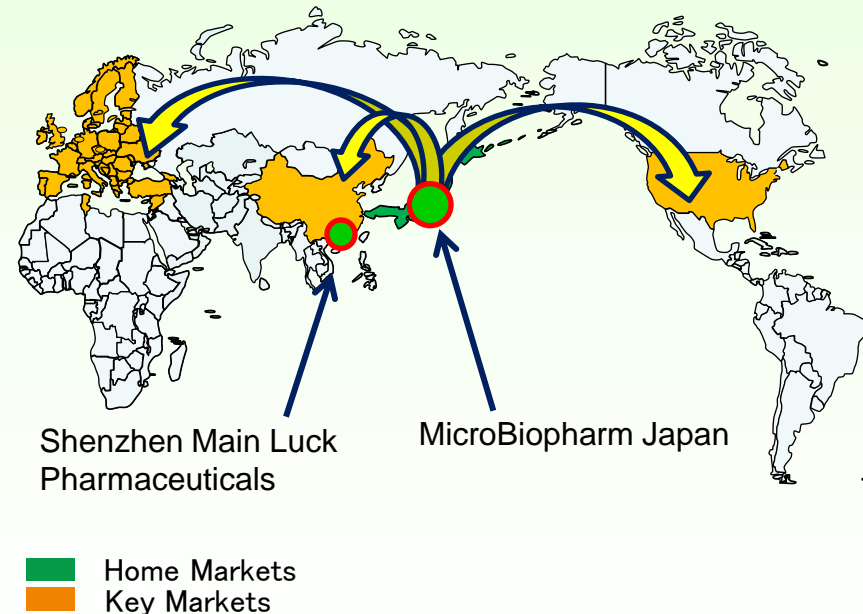 Shenzhen Main Luck
Pharmaceuticals
MicroBiopharm Japan
Home Markets
Key Markets